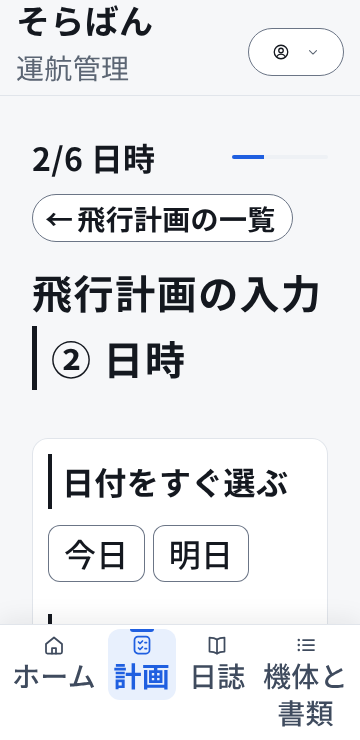 そらばん
運航管理
2/6 日時
← 飛行計画の一覧
飛行計画の入力
② 日時
日付をすぐ選ぶ
今日 明日
ホーム 計画 日誌 機体と
書類